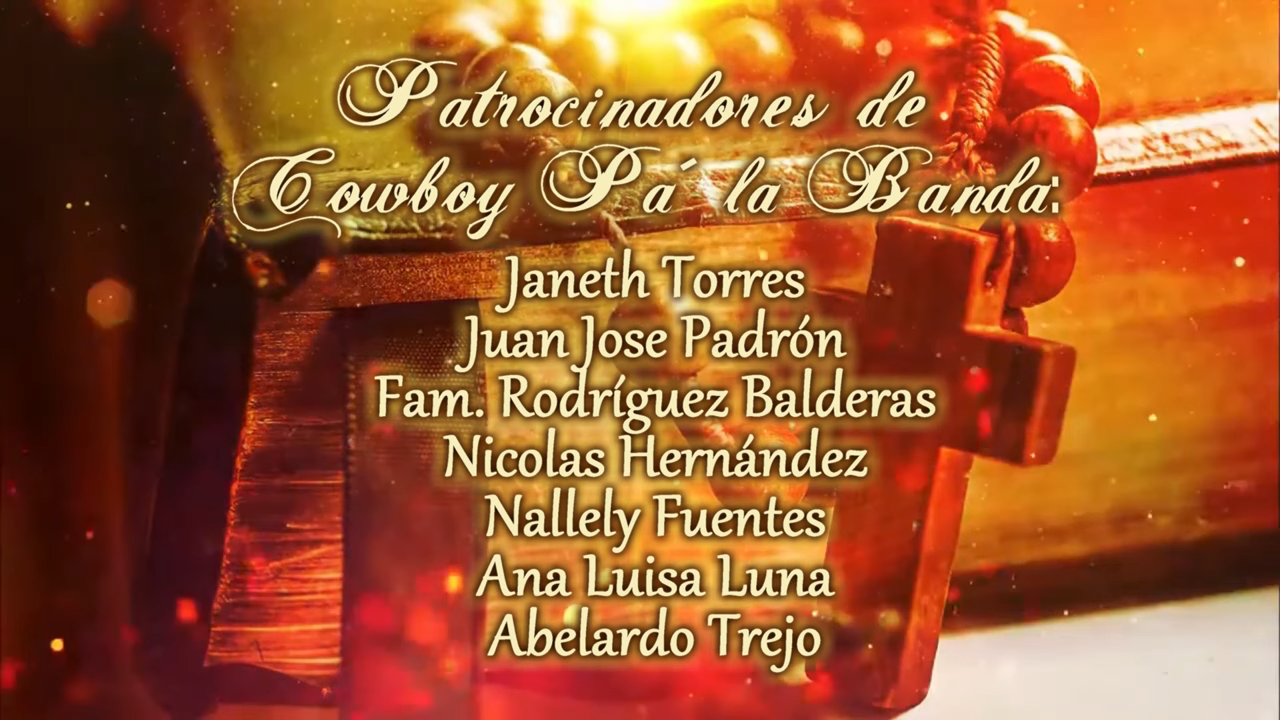 Patrocinadores de
Cowboy Pa´ la Banda:
Janeth Torres
Juan Jose Padrón
Fam. Rodríguez Balderas
Nicolas Hernández
Nallely Fuentes
Ana Luisa Luna
Abelardo Trejo